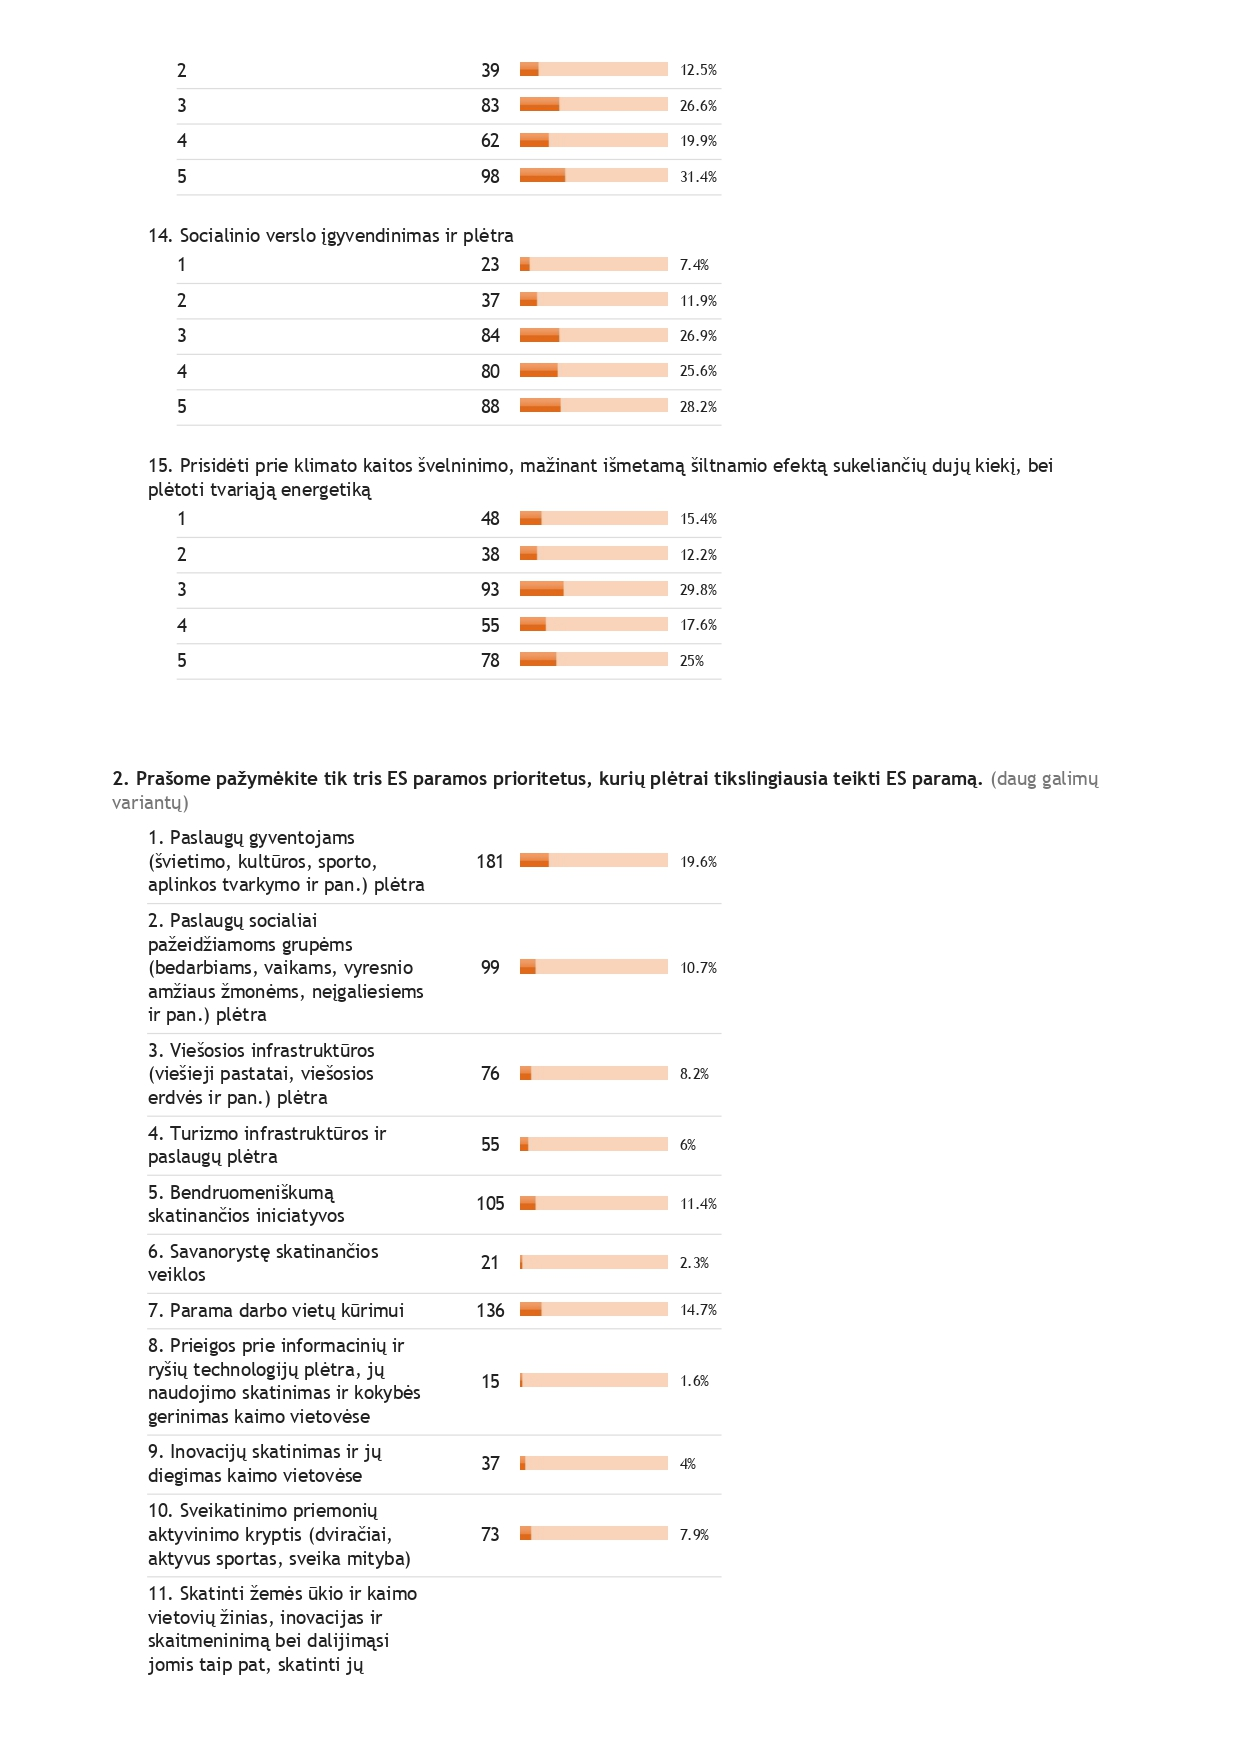 2 39 12.5%
3 83 26.6%
4 62 19.9%
5 98 31.4%
14. Socialinio verslo įgyvendinimas ir plėtra
1 23 7.4%
2 37 11.9%
3 84 26.9%
4 80 25.6%
5 88 28.2%
15. Prisidėti prie klimato kaitos švelninimo, mažinant išmetamą šiltnamio efektą sukeliančių dujų kiekį, bei
plėtoti tvariąją energetiką
1 48 15.4%
2 38 12.2%
3 93 29.8%
4 55 17.6%
5 78 25%
2. Prašome pažymėkite tik tris ES paramos prioritetus, kurių plėtrai tikslingiausia teikti ES paramą. (daug galimų
variantų)
1. Paslaugų gyventojams
(švietimo, kultūros, sporto, 181 19.6%
aplinkos tvarkymo ir pan.) plėtra
2. Paslaugų socialiai
pažeidžiamoms grupėms
(bedarbiams, vaikams, vyresnio 99 10.7%
amžiaus žmonėms, neįgaliesiems
ir pan.) plėtra
3. Viešosios infrastruktūros
(viešieji pastatai, viešosios 76 8.2%
erdvės ir pan.) plėtra
4. Turizmo infrastruktūros ir 55 6%
paslaugų plėtra
5. Bendruomeniškumą 105 11.4%
skatinančios iniciatyvos
6. Savanorystę skatinančios 21 2.3%
veiklos
7. Parama darbo vietų kūrimui 136 14.7%
8. Prieigos prie informacinių ir
ryšių technologijų plėtra, jų 15 1.6%
naudojimo skatinimas ir kokybės
gerinimas kaimo vietovėse
9. Inovacijų skatinimas ir jų 37 4%
diegimas kaimo vietovėse
10. Sveikatinimo priemonių
aktyvinimo kryptis (dviračiai, 73 7.9%
aktyvus sportas, sveika mityba)
11. Skatinti žemės ūkio ir kaimo
vietovių žinias, inovacijas ir
skaitmeninimą bei dalijimąsi
jomis taip pat, skatinti jų